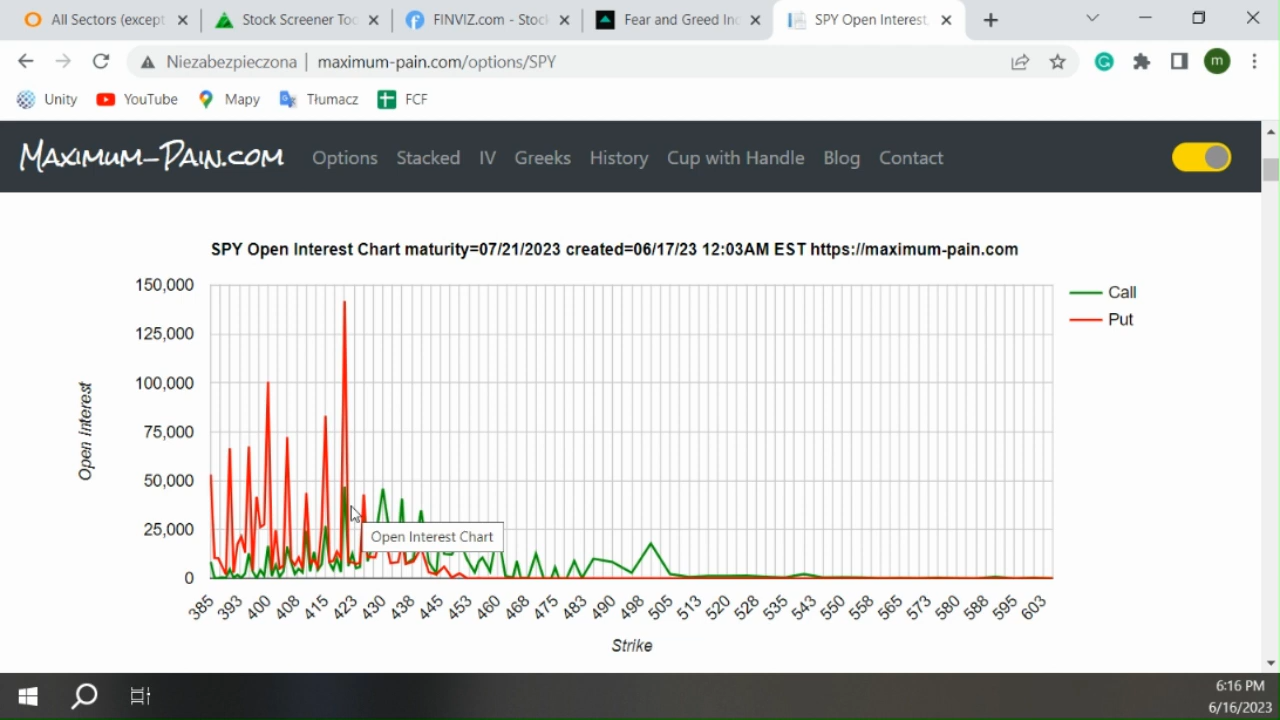 All Sectors (except
Stock Screener Too
FINVIZ.com - Stock
Fear and Greed Ind
SPY Open Interest,
Niezabezpieczona | maximum-pain.com/options/SPY
m
Unity
YouTube
Mapy
Tłumacz
FCF
MAXIMUM-PAIN.COM
Options
Stacked
IV
Greeks
History
Cup with Handle
Blog
Contact
SPY Open Interest Chart maturity=07/21/2023 created=06/17/23 12:03AM EST https://maximum-pain.com
150,000
125,000
100,000
75,000
50,000
25,000
0
Open interest
Call
Put
Open Interest Chart
385 393 400 408 415 423 430 438 445 453 460 468 475 483 490 498 505 513 520 528 535 543 550 558 565 573 580 588 595 603
Strike
6:16 PM
6/16/2023